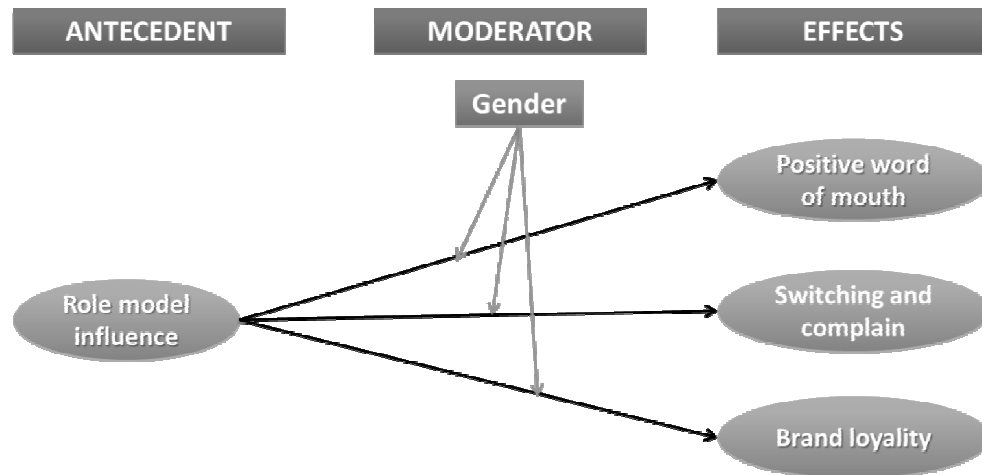 ANTECEDENT
MODERATOR
EFFECTS
Gender
Positive word
of mouth
Role model
influence
Switching and
complain
Brand loyality